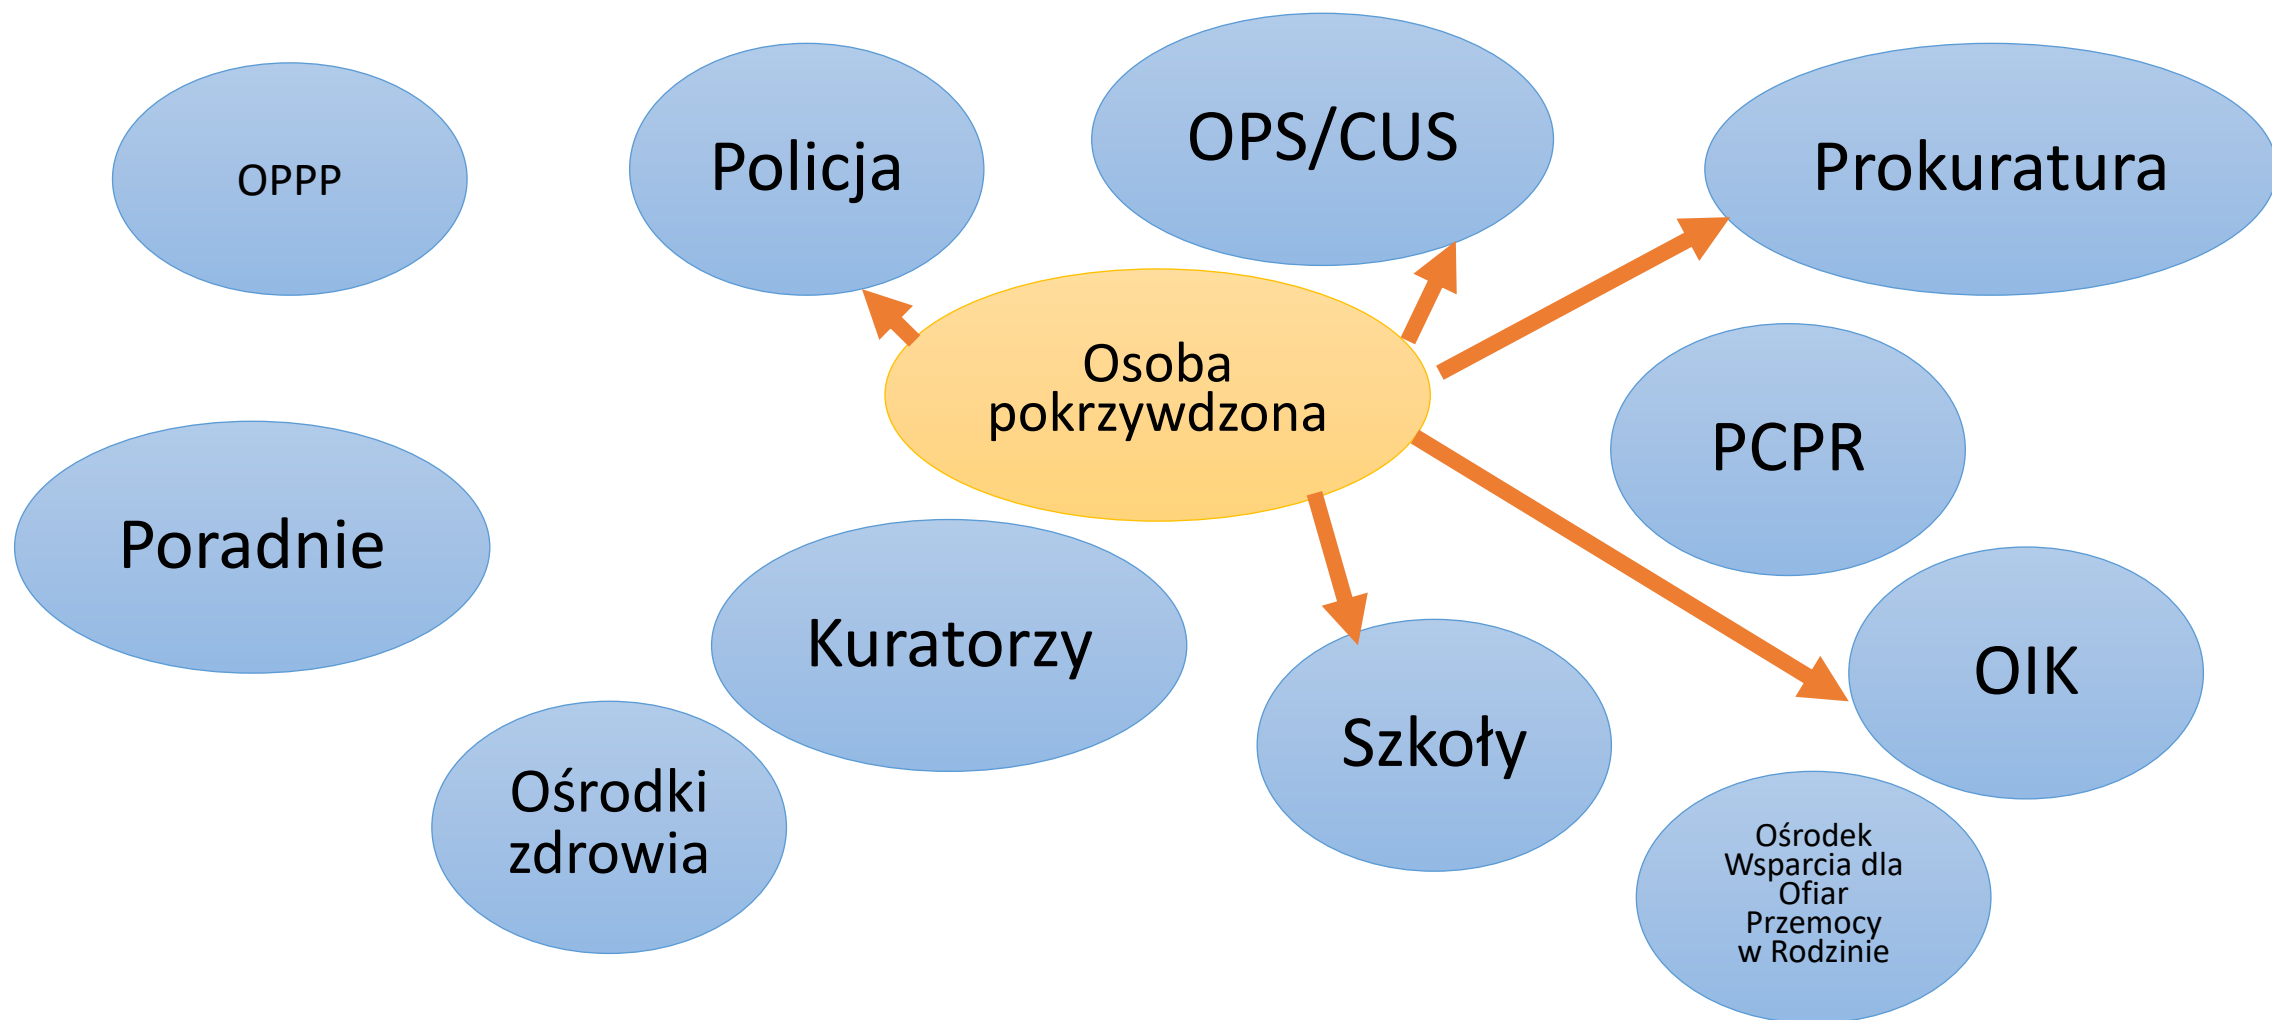 OPPP
Policja
OPS/CUS
Prokuratura
Osoba
pokrzywdzona
PCPR
Poradnie
Kuratorzy
OIK
Szkoły
Ośrodki
zdrowia
Ośrodek
Wsparcia dla
Ofiar
Przemocy
w Rodzinie